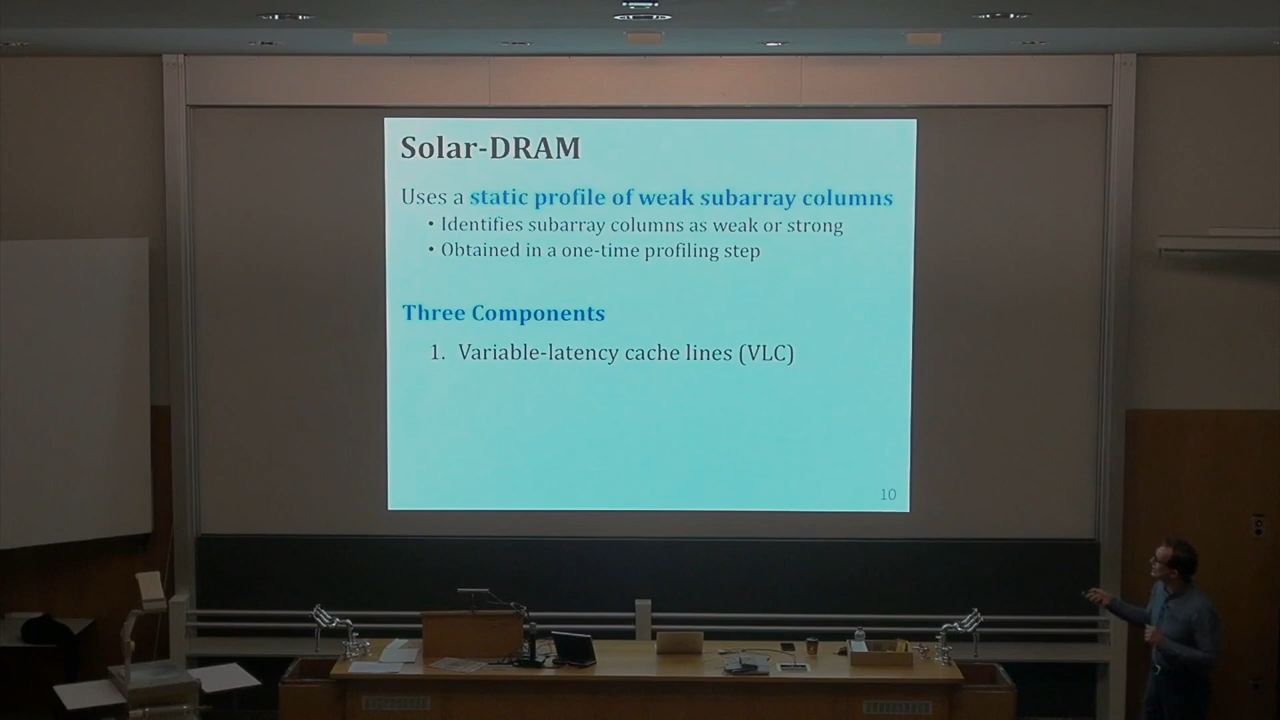 Solar-DRAM
Uses a static profile of weak subarray columns
• Identifies subarray columns as weak or strong
• Obtained in a one-time profiling step
Three Components
1. Variable-latency cache lines (VLC)
10